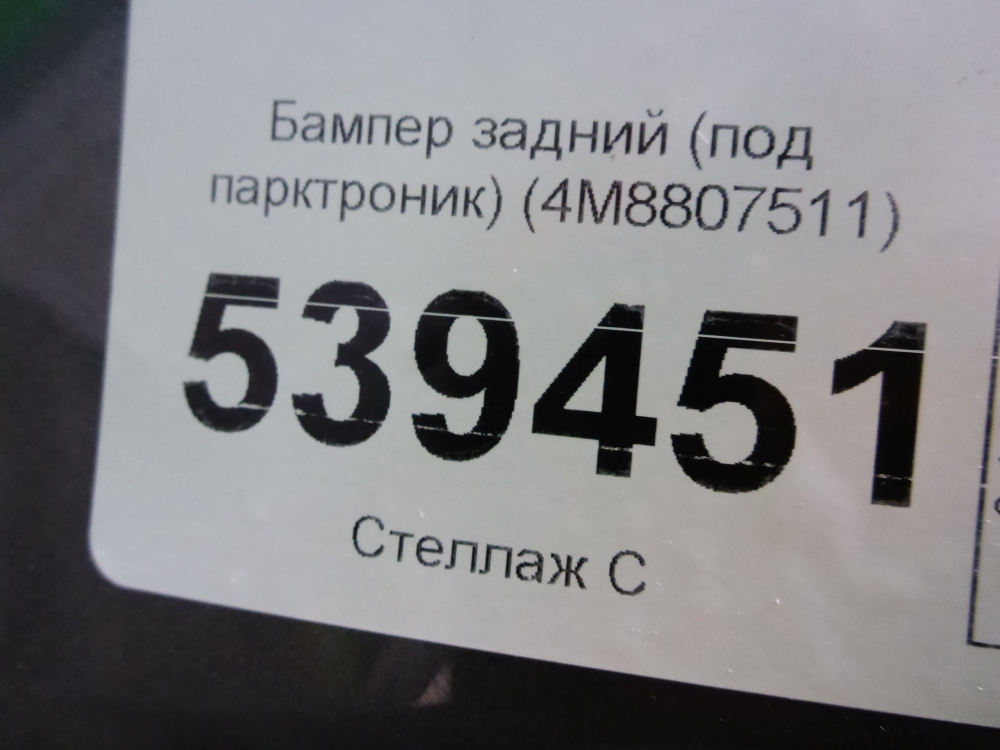 Бампер задний (под
парктроник) (4M8807511)
539451
Стеллаж С